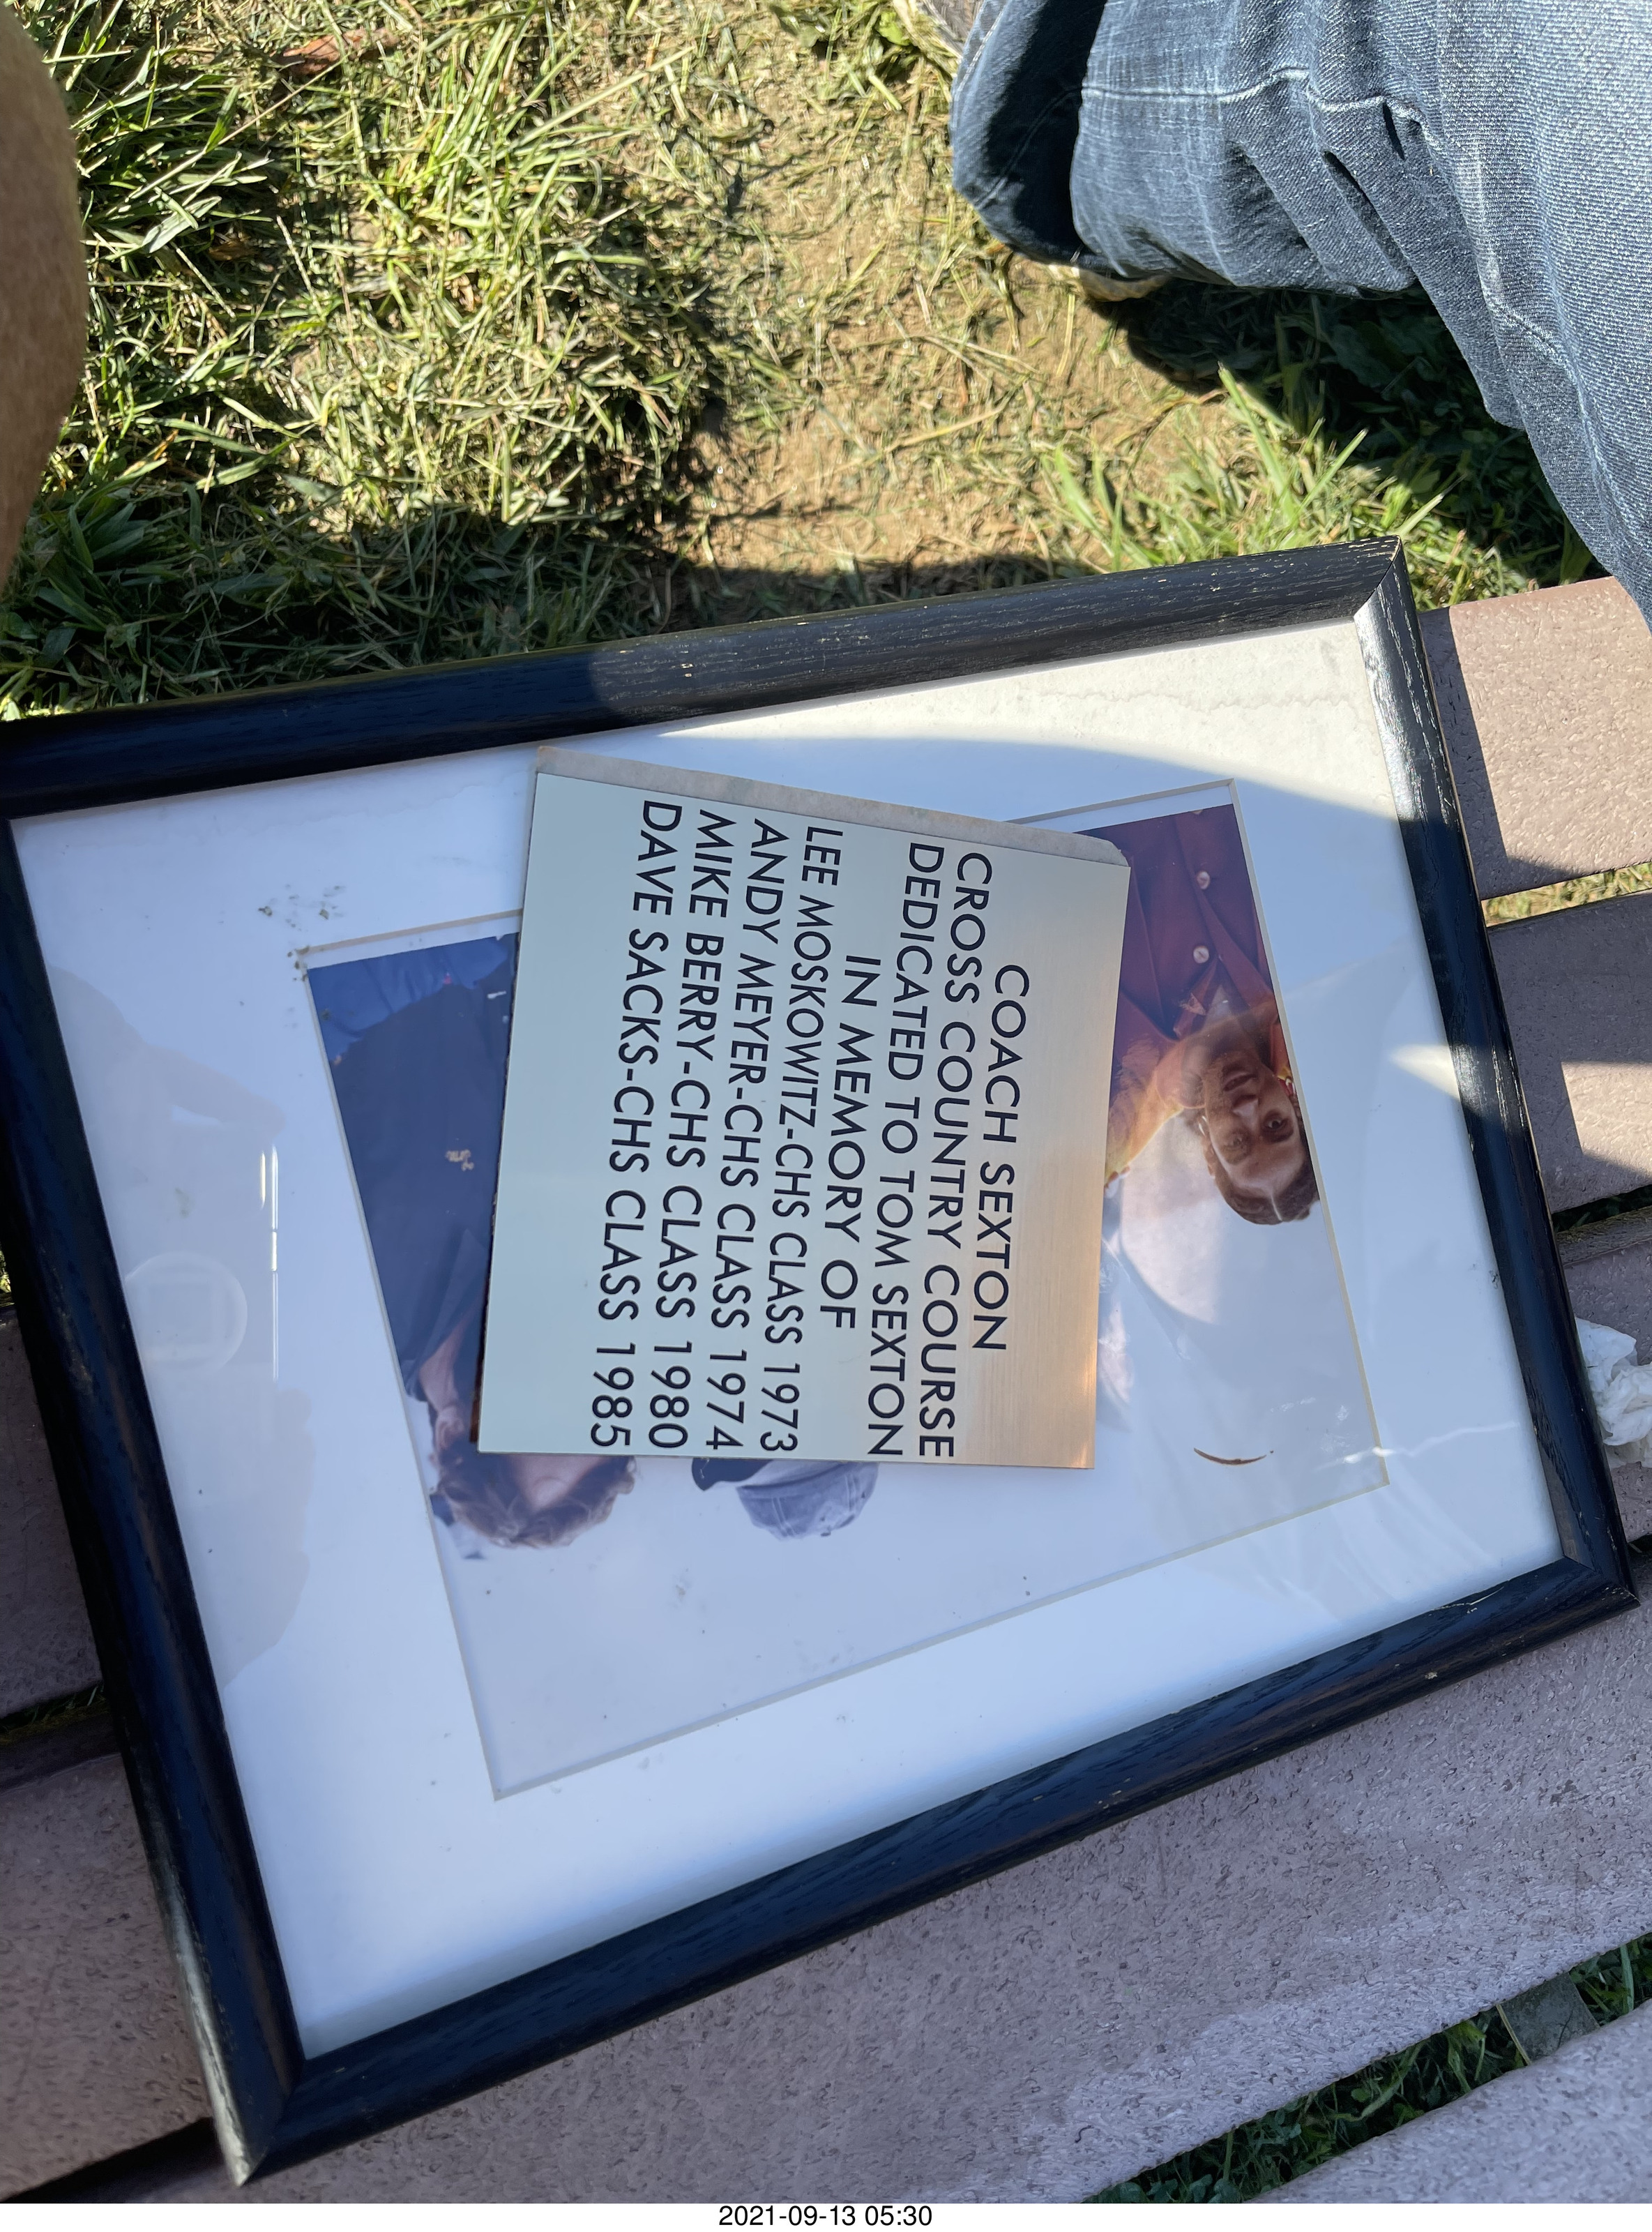 COACH SEXTON
CROSS COUNTRY COURSE
DEDICATED TO TOM SEXTON
IN MEMORY OF
LEE MOSKOWITZ-CHS CLASS 1973
ANDY MEYER-CHS CLASS 1974
MIKE BERRY-CHS CLASS 1980
DAVE SACKS-CHS CLASS 1985
2021-09-13 05:30